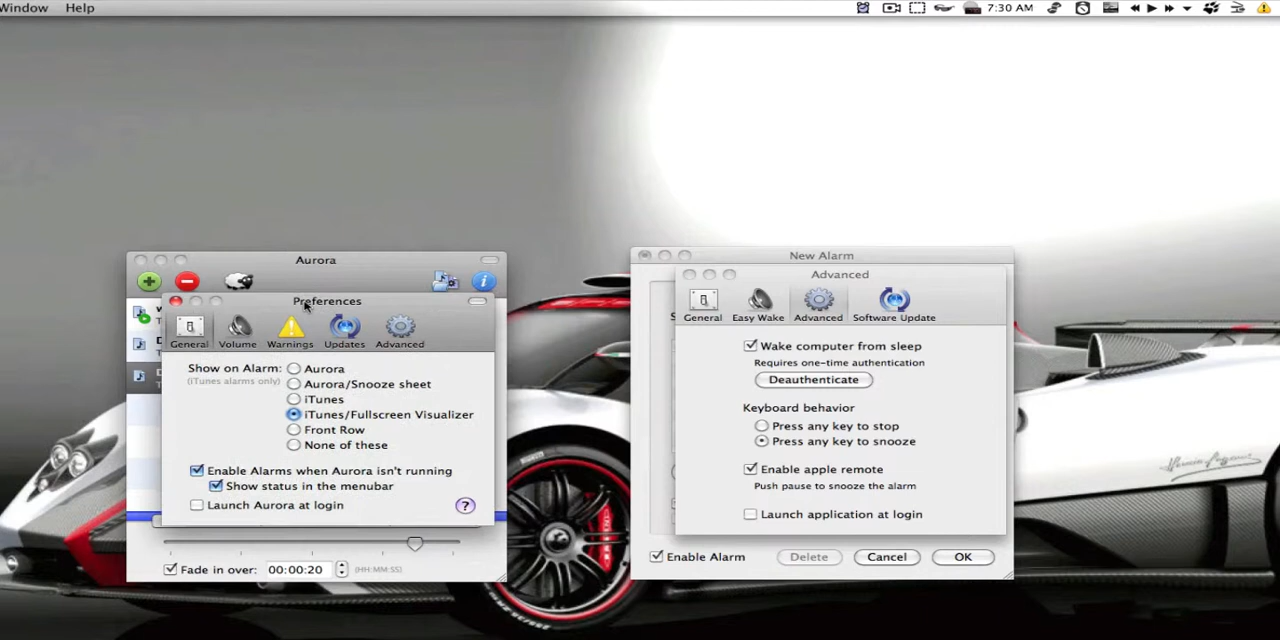 Window Help
7:30 AM
Aurora
Preferences
General Volume Warnings Updates Advanced
Show on Alarm:
(iTunes alarms only)
Aurora
Aurora/Snooze sheet
iTunes
iTunes/Fullscreen Visualizer
Front Row
None of these
Enable Alarms when Aurora isn't running
Show status in the menubar
Launch Aurora at login
?
Fade in over: 00:00:20 (HH:MM:SS)
New Alarm
Advanced
General Easy Wake Advanced Software Update
Wake computer from sleep
Requires one-time authentication
Deauthenticate
Keyboard behavior
Press any key to stop
Press any key to snooze
Enable apple remote
Push pause to snooze the alarm
Launch application at login
Enable Alarm Delete Cancel OK